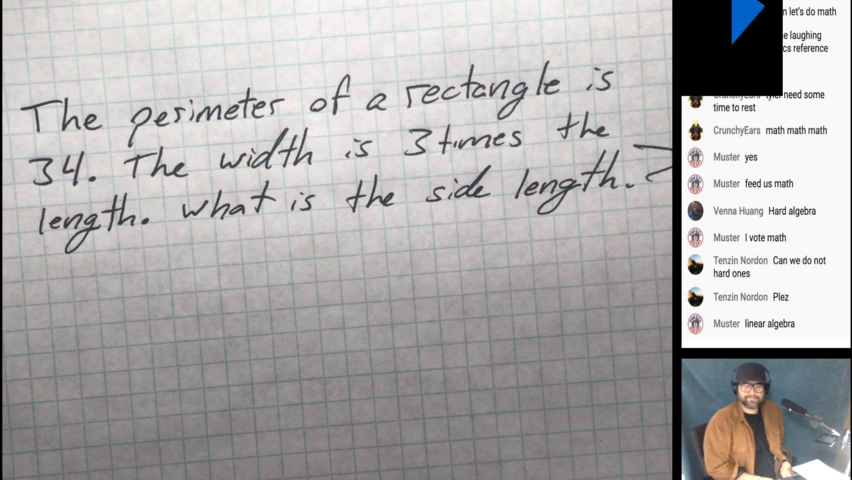 The perimeter of a rectangle is
34. The width is 3 times the
length. What is the side length.
n let's do math
e laughing
cs reference
need some
time to rest
CrunchyEars math math math
Muster yes
Muster feed us math
Venna Huang Hard algebra
Muster I vote math
Tenzin Nordon Can we do not
hard ones
Tenzin Nordon Plez
Muster linear algebra